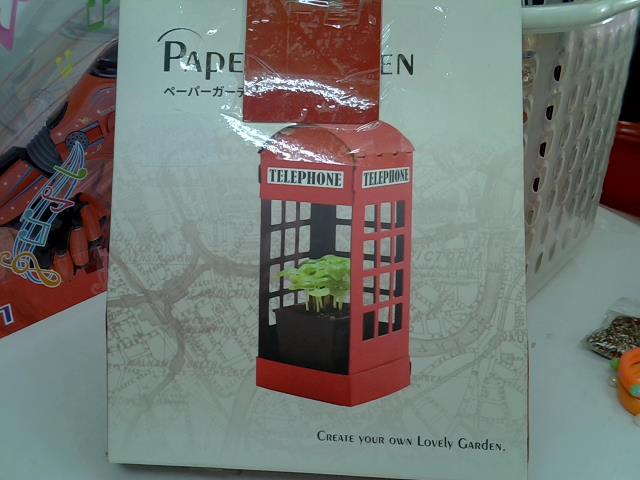 PAPE EN
ペーパーガーデ
TELEPHONE TELEPHONE
CREATE YOUR OWN LOVELY GARDEN.